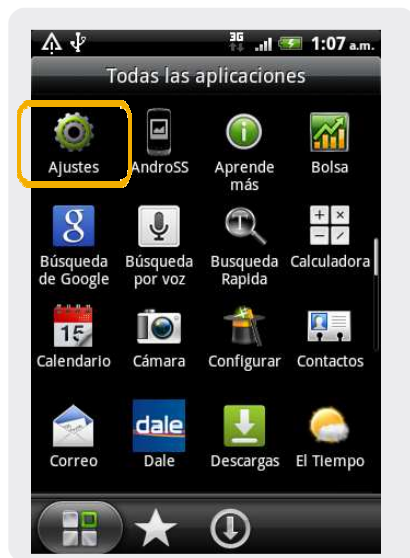 3G 1:07 a.m.
Todas las aplicaciones
Ajustes AndroSS Aprende más Bolsa
Búsqueda de Google Búsqueda por voz Busqueda Rapida Calculadora
15
Calendario Cámara Configurar Contactos
dale
Correo Dale Descargas El Tiempo